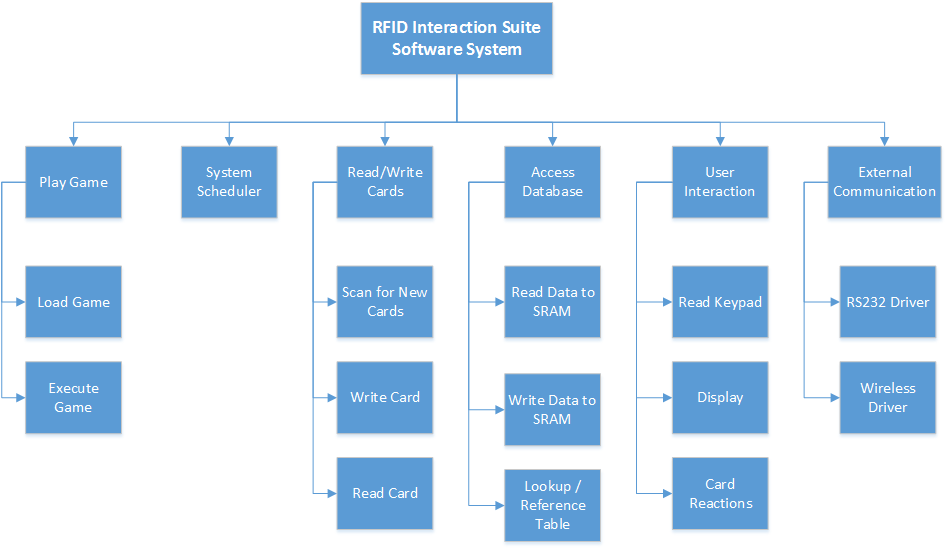 RFID Interaction Suite
Software System
Play Game
System
Scheduler
Read/Write
Cards
Access
Database
User
Interaction
External
Communication
Load Game
Scan for New
Cards
Read Data to
SRAM
Read Keypad
RS232 Driver
Execute
Game
Write Card
Write Data to
SRAM
Display
Wireless
Driver
Read Card
Lookup /
Reference
Table
Card
Reactions